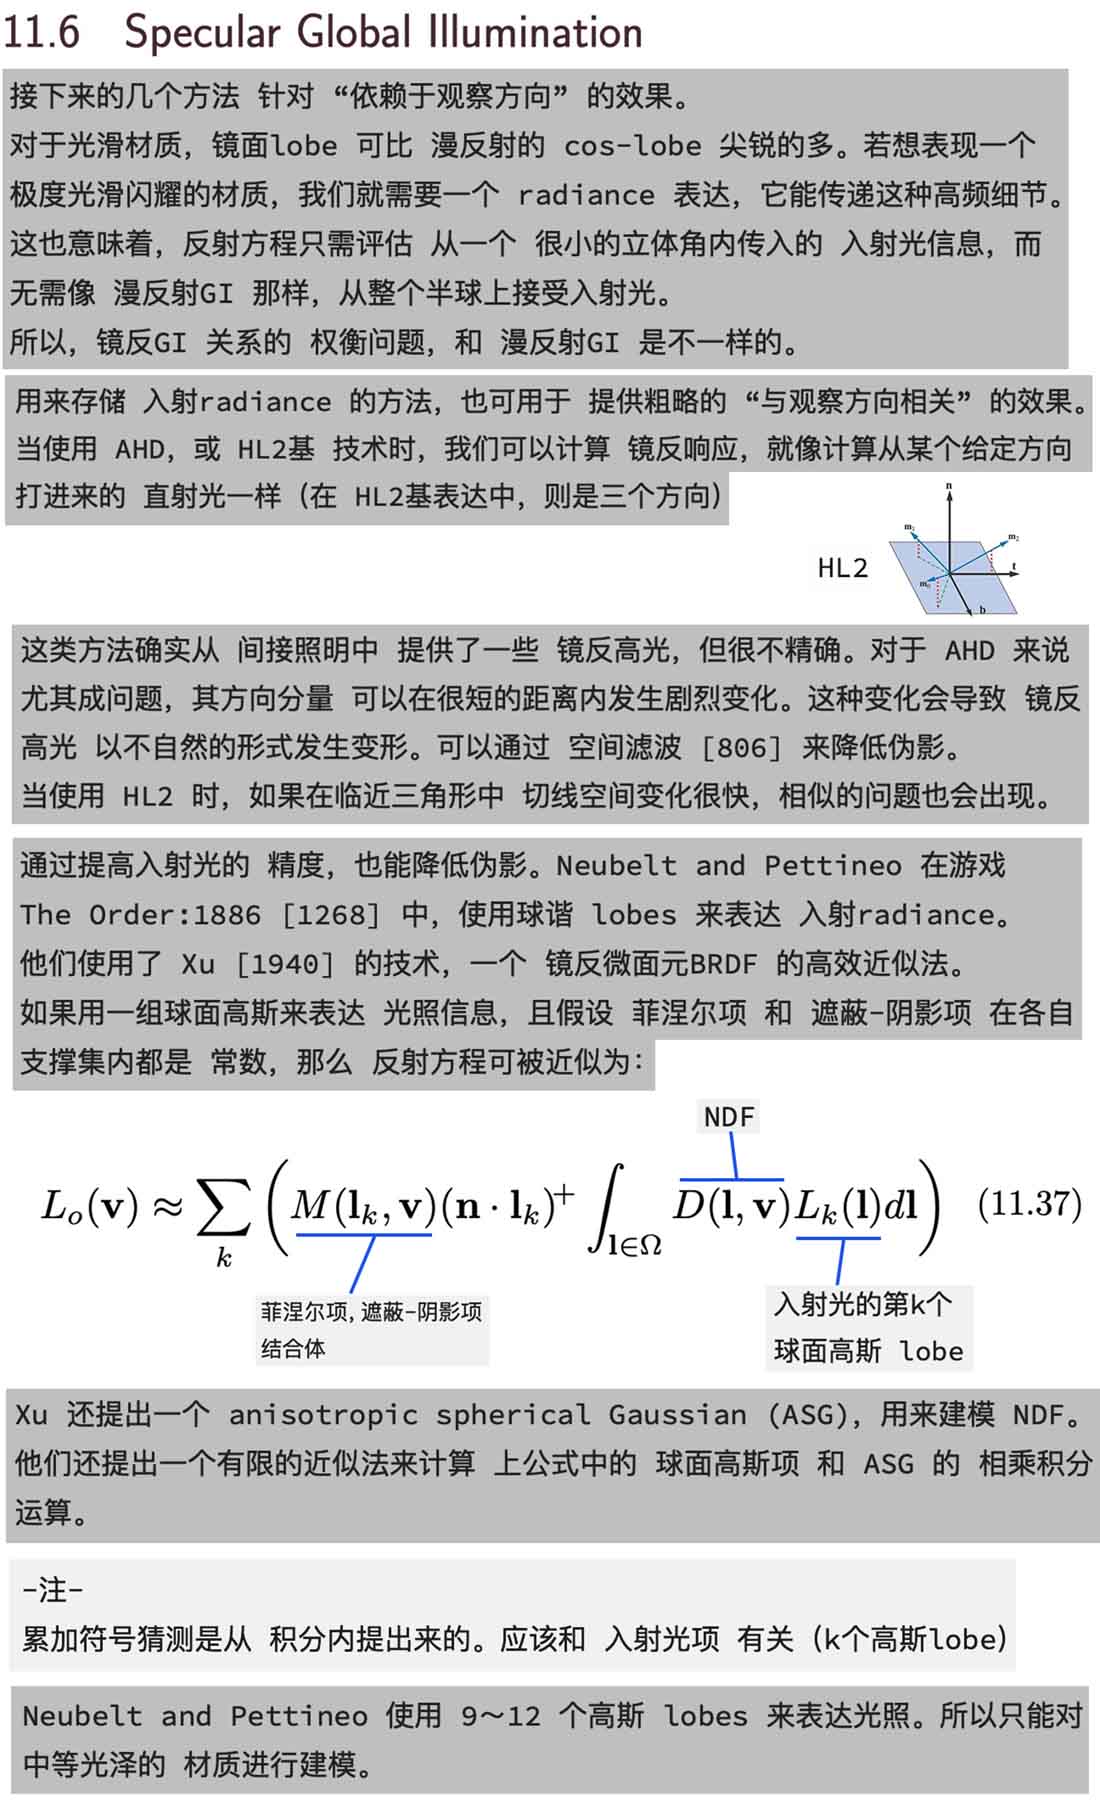 11.6 Specular Global Illumination
接下来的几个方法 针对 “依赖于观察方向” 的效果。
对于光滑材质，镜面lobe 可比 漫反射的 cos-lobe 尖锐的多。若想表现一个
极度光滑闪耀的材质，我们就需要一个 radiance 表达，它能传递这种高频细节。
这也意味着，反射方程只需评估 从一个 很小的立体角内传入的 入射光信息，而
无需像 漫反射GI 那样，从整个半球上接受入射光。
所以，镜反GI 关系的 权衡问题，和 漫反射GI 是不一样的。
用来存储 入射radiance 的方法，也可用于 提供粗略的 “与观察方向相关” 的效果。
当使用 AHD，或 HL2基 技术时，我们可以计算 镜反响应，就像计算从某个给定方向
打进来的 直射光一样（在 HL2基表达中，则是三个方向）
n
m₂
t
b
HL2
这类方法确实从 间接照明中 提供了一些 镜反高光，但很不精确。对于 AHD 来说
尤其成问题，其方向分量 可以在很短的距离内发生剧烈变化。这种变化会导致 镜反
高光 以不自然的形式发生变形。可以通过 空间滤波 [806] 来降低伪影。
当使用 HL2 时，如果在临近三角形中 切线空间变化很快，相似的问题也会出现。
通过提高入射光的 精度，也能降低伪影。Neubelt and Pettineo 在游戏
The Order:1886 [1268] 中，使用球谐 lobes 来表达 入射radiance。
他们使用了 Xu [1940] 的技术，一个 镜反微面元BRDF 的高效近似法。
如果用一组球面高斯来表达 光照信息，且假设 菲涅尔项 和 遮蔽-阴影项 在各自
支撑集内都是 常数，那么 反射方程可被近似为：
NDF
L_o(v) ≈ ∑_k ( M(l_k, v)(n · l_k)⁺ ∫_{l∈Ω} D(l, v)L_k(l)dl ) (11.37)
菲涅尔项，遮蔽-阴影项
结合体
入射光的第k个
球面高斯 lobe
Xu 还提出一个 anisotropic spherical Gaussian (ASG)，用来建模 NDF。
他们还提出一个有限的近似法来计算 上公式中的 球面高斯项 和 ASG 的 相乘积分
运算。
-注-
累加符号猜测是从 积分内提出来的。应该和 入射光项 有关（k个高斯lobe）
Neubelt and Pettineo 使用 9～12 个高斯 lobes 来表达光照。所以只能对
中等光泽的 材质进行建模。